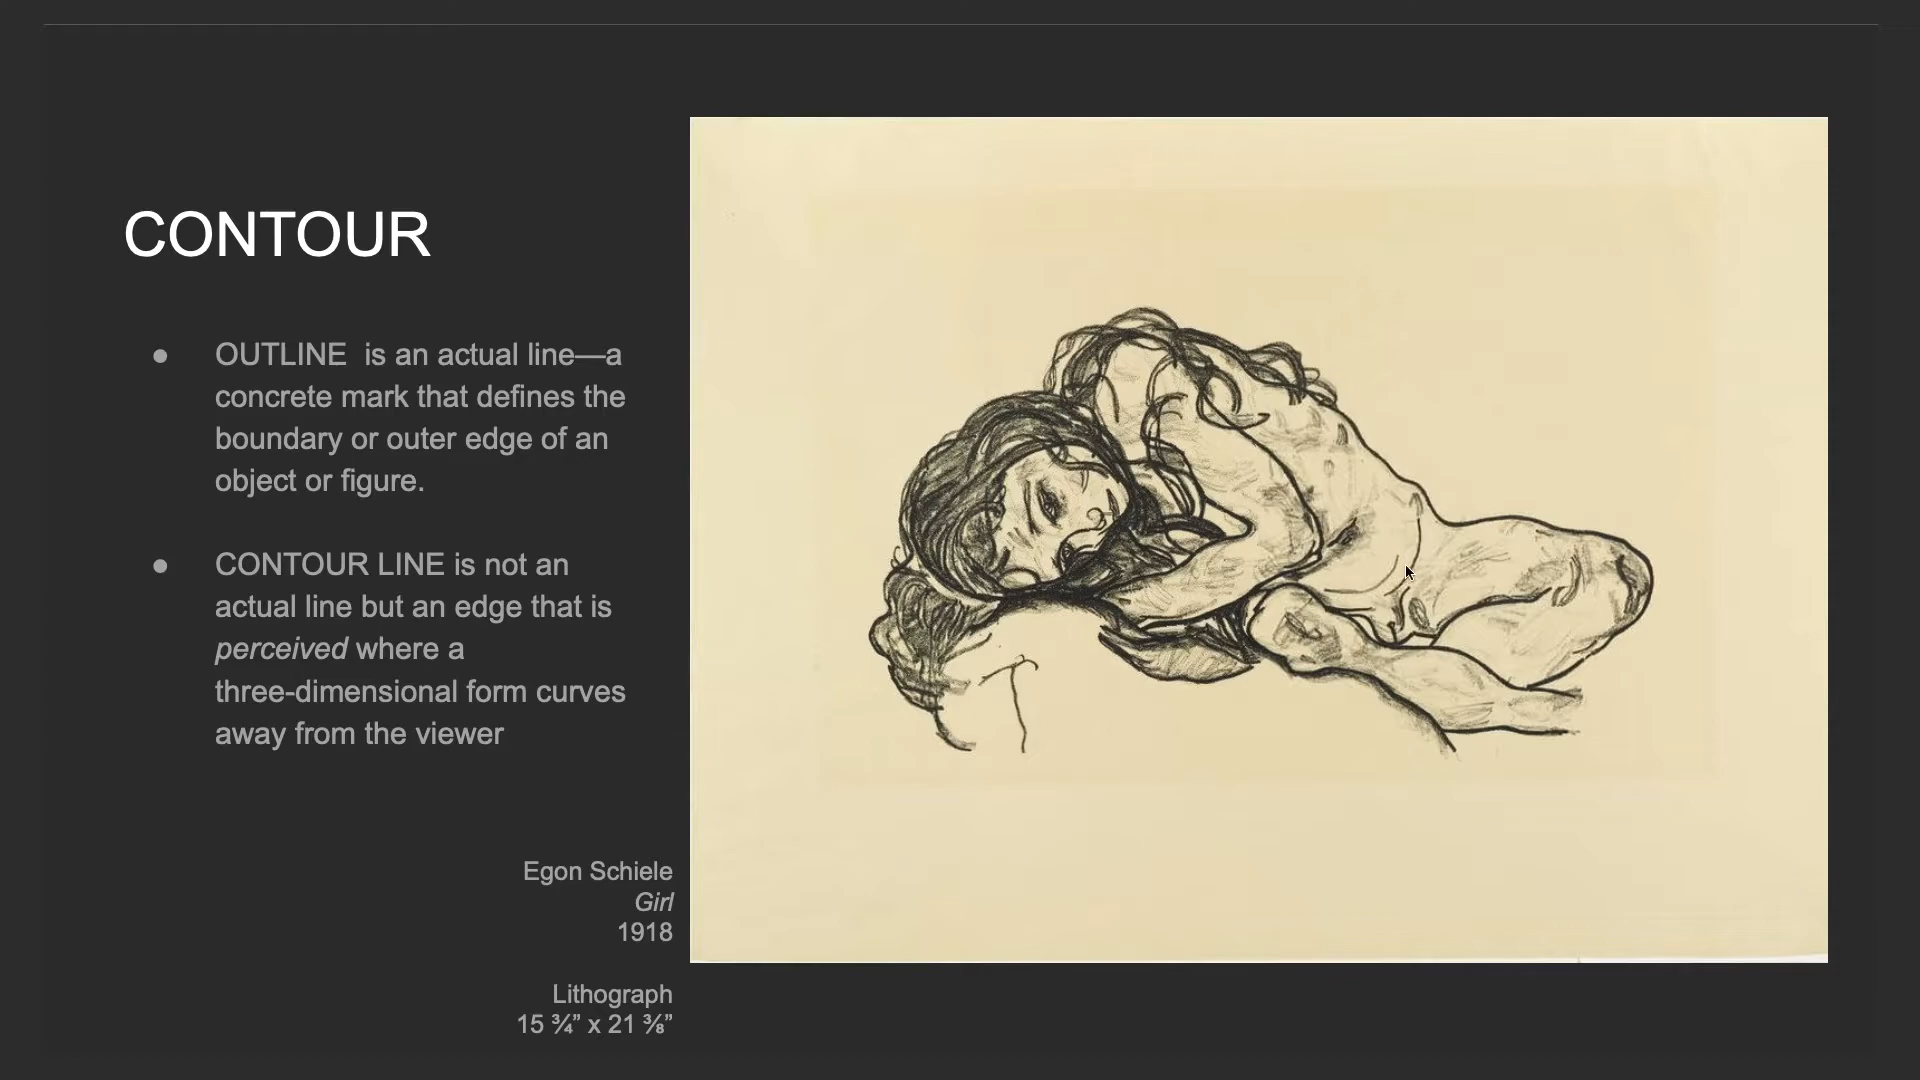 CONTOUR
● OUTLINE  is an actual line—a
concrete mark that defines the
boundary or outer edge of an
object or figure.
● CONTOUR LINE is not an
actual line but an edge that is
perceived where a
three-dimensional form curves
away from the viewer
Egon Schiele
Girl
1918
Lithograph
15 ¾” x 21 ⅜”